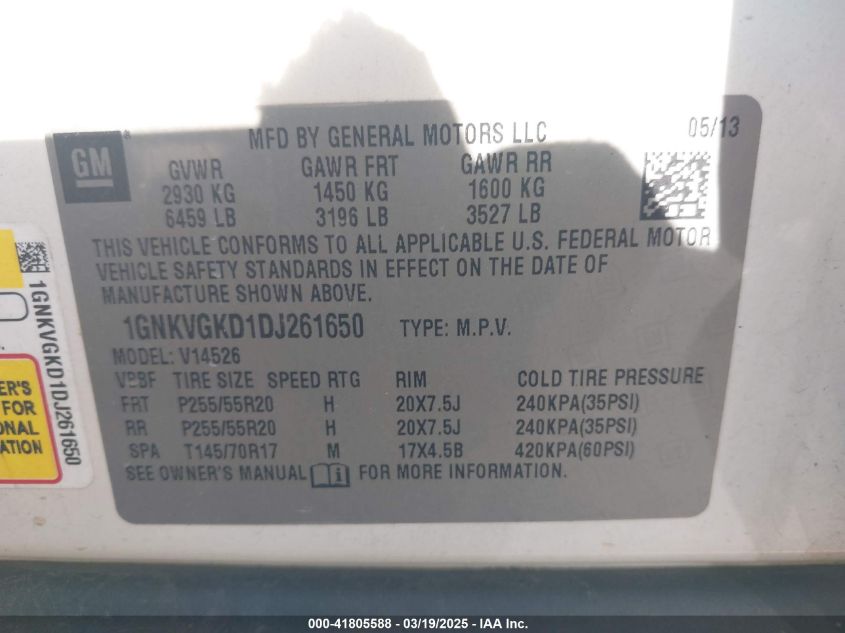 MFD BY GENERAL MOTORS LLC 05/13
GM
GVWR GAWR FRT GAWR RR
2930 KG 1450 KG 1600 KG
6459 LB 3196 LB 3527 LB
THIS VEHICLE CONFORMS TO ALL APPLICABLE U.S. FEDERAL MOTOR
VEHICLE SAFETY STANDARDS IN EFFECT ON THE DATE OF
MANUFACTURE SHOWN ABOVE.
1GNKVGKD1DJ261650 TYPE: M.P.V.
MODEL: V14526
TIRE SIZE SPEED RTG RIM COLD TIRE PRESSURE
FRT P255/55R20 H 20X7.5J 240KPA(35PSI)
RR P255/55R20 H 20X7.5J 240KPA(35PSI)
SPA T145/70R17 M 17X4.5B 420KPA(60PSI)
SEE OWNER'S MANUAL i FOR MORE INFORMATION.
1GNKVGKD1DJ261650
ER'S
FOR
ONAL
ATION
000-41805588 - 03/19/2025 - IAA, Inc.